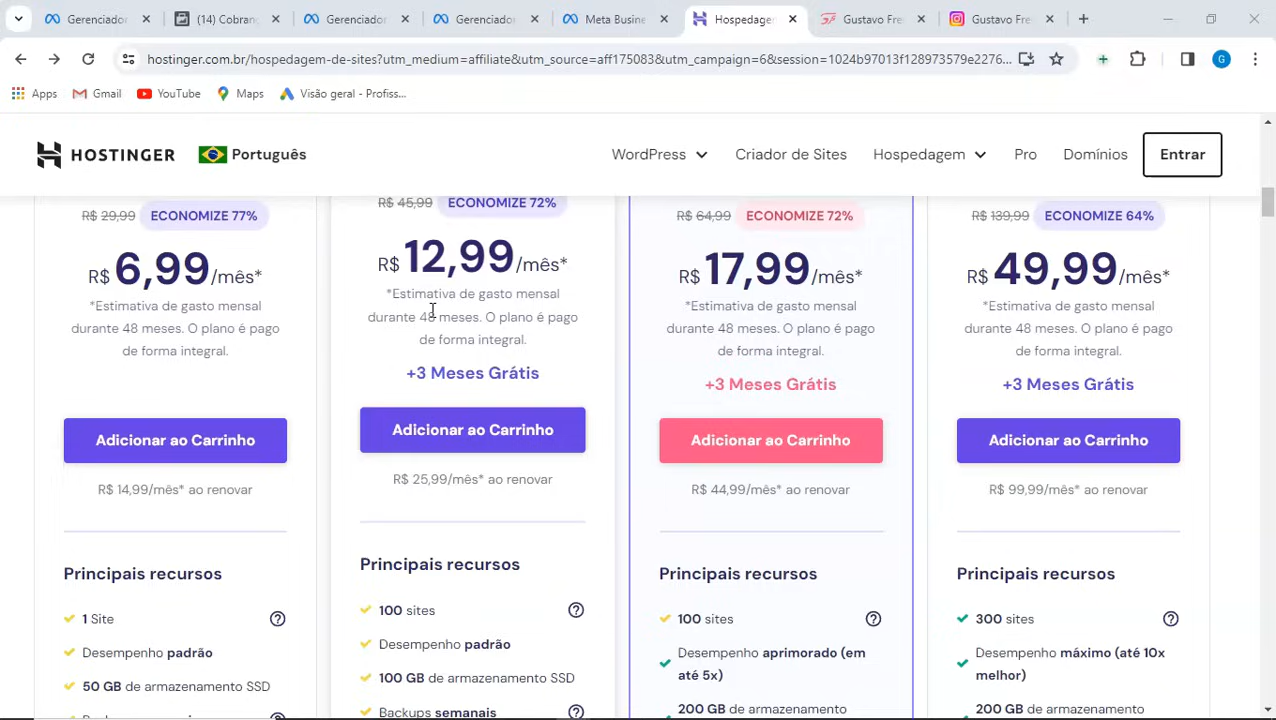 Gerenciador
(14) Cobran
Gerenciador
Gerenciador
Meta Busine
Hospedagem
Gustavo Fre
Gustavo Fre
hostinger.com.br/hospedagem-de-sites?utm_medium=affiliate&utm_source=aff175083&utm_campaign=6&session=1024b97013f128973579e2276...
G
Apps
Gmail
YouTube
Maps
Visão geral - Profiss...
HOSTINGER
Português
WordPress
Criador de Sites
Hospedagem
Pro
Domínios
Entrar
R$ 29,99 ECONOMIZE 77%
R$ 6,99/mês*
*Estimativa de gasto mensal
durante 48 meses. O plano é pago
de forma integral.
Adicionar ao Carrinho
R$ 14,99/mês* ao renovar
Principais recursos
1 Site
Desempenho padrão
50 GB de armazenamento SSD
R$ 45,99 ECONOMIZE 72%
R$ 12,99/mês*
*Estimativa de gasto mensal
durante 48 meses. O plano é pago
de forma integral.
+3 Meses Grátis
Adicionar ao Carrinho
R$ 25,99/mês* ao renovar
Principais recursos
100 sites
Desempenho padrão
100 GB de armazenamento SSD
Backups semanais
R$ 64,99 ECONOMIZE 72%
R$ 17,99/mês*
*Estimativa de gasto mensal
durante 48 meses. O plano é pago
de forma integral.
+3 Meses Grátis
Adicionar ao Carrinho
R$ 44,99/mês* ao renovar
Principais recursos
100 sites
Desempenho aprimorado (em
até 5x)
200 GB de armazenamento
R$ 139,99 ECONOMIZE 64%
R$ 49,99/mês*
*Estimativa de gasto mensal
durante 48 meses. O plano é pago
de forma integral.
+3 Meses Grátis
Adicionar ao Carrinho
R$ 99,99/mês* ao renovar
Principais recursos
300 sites
Desempenho máximo (até 10x
melhor)
200 GB de armazenamento